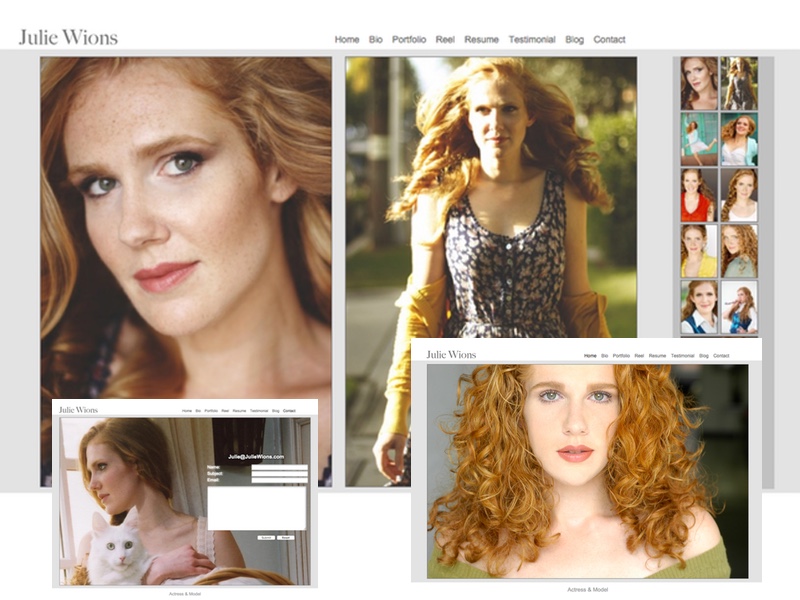 Julie Wions
Home Bio Portfolio Reel Resume Testimonial Blog Contact
Julie Wions
Home Bio Portfolio Reel Resume Testimonial Blog Contact
Actress & Model
Julie Wions
Home Bio Portfolio Reel Resume Testimonial Blog Contact
Julie@JulieWions.com
Name:
Subject:
Email:
Submit Reset
Actress & Model